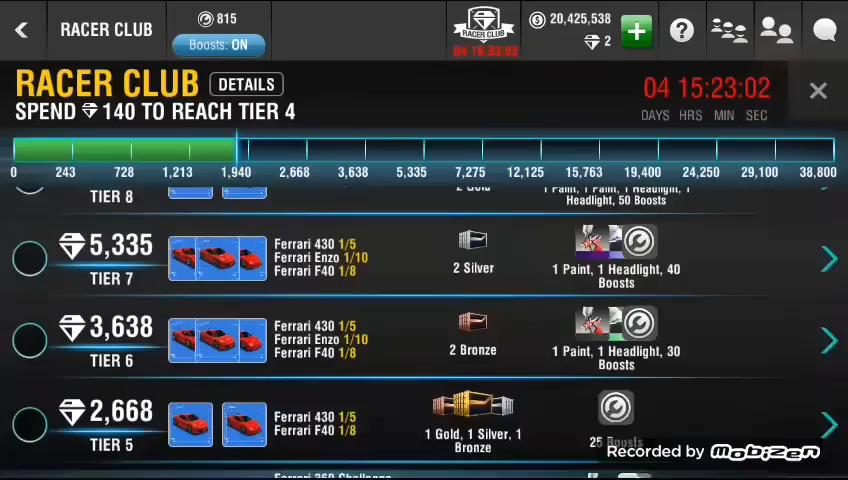 RACER CLUB
815
Boosts: ON
RACER CLUB
04 15:23:02
20,425,538
2
?
RACER CLUB
DETAILS
SPEND 140 TO REACH TIER 4
04 15:23:02
DAYS HRS MIN SEC
0 243 728 1,213 1,940 2,668 3,638 5,335 7,275 12,125 15,763 19,400 24,250 29,100 38,800
TIER 8
2 Gold
1 Paint, 1 Paint, 1 Headlight, 1
Headlight, 50 Boosts
5,335
TIER 7
Ferrari 430 1/5
Ferrari Enzo 1/10
Ferrari F40 1/8
2 Silver
1 Paint, 1 Headlight, 40
Boosts
3,638
TIER 6
Ferrari 430 1/5
Ferrari Enzo 1/10
Ferrari F40 1/8
2 Bronze
1 Paint, 1 Headlight, 30
Boosts
2,668
TIER 5
Ferrari 430 1/5
Ferrari F40 1/8
1 Gold, 1 Silver, 1
Bronze
25 Boosts
Recorded by Mobizen
Ferrari 360 Challenge